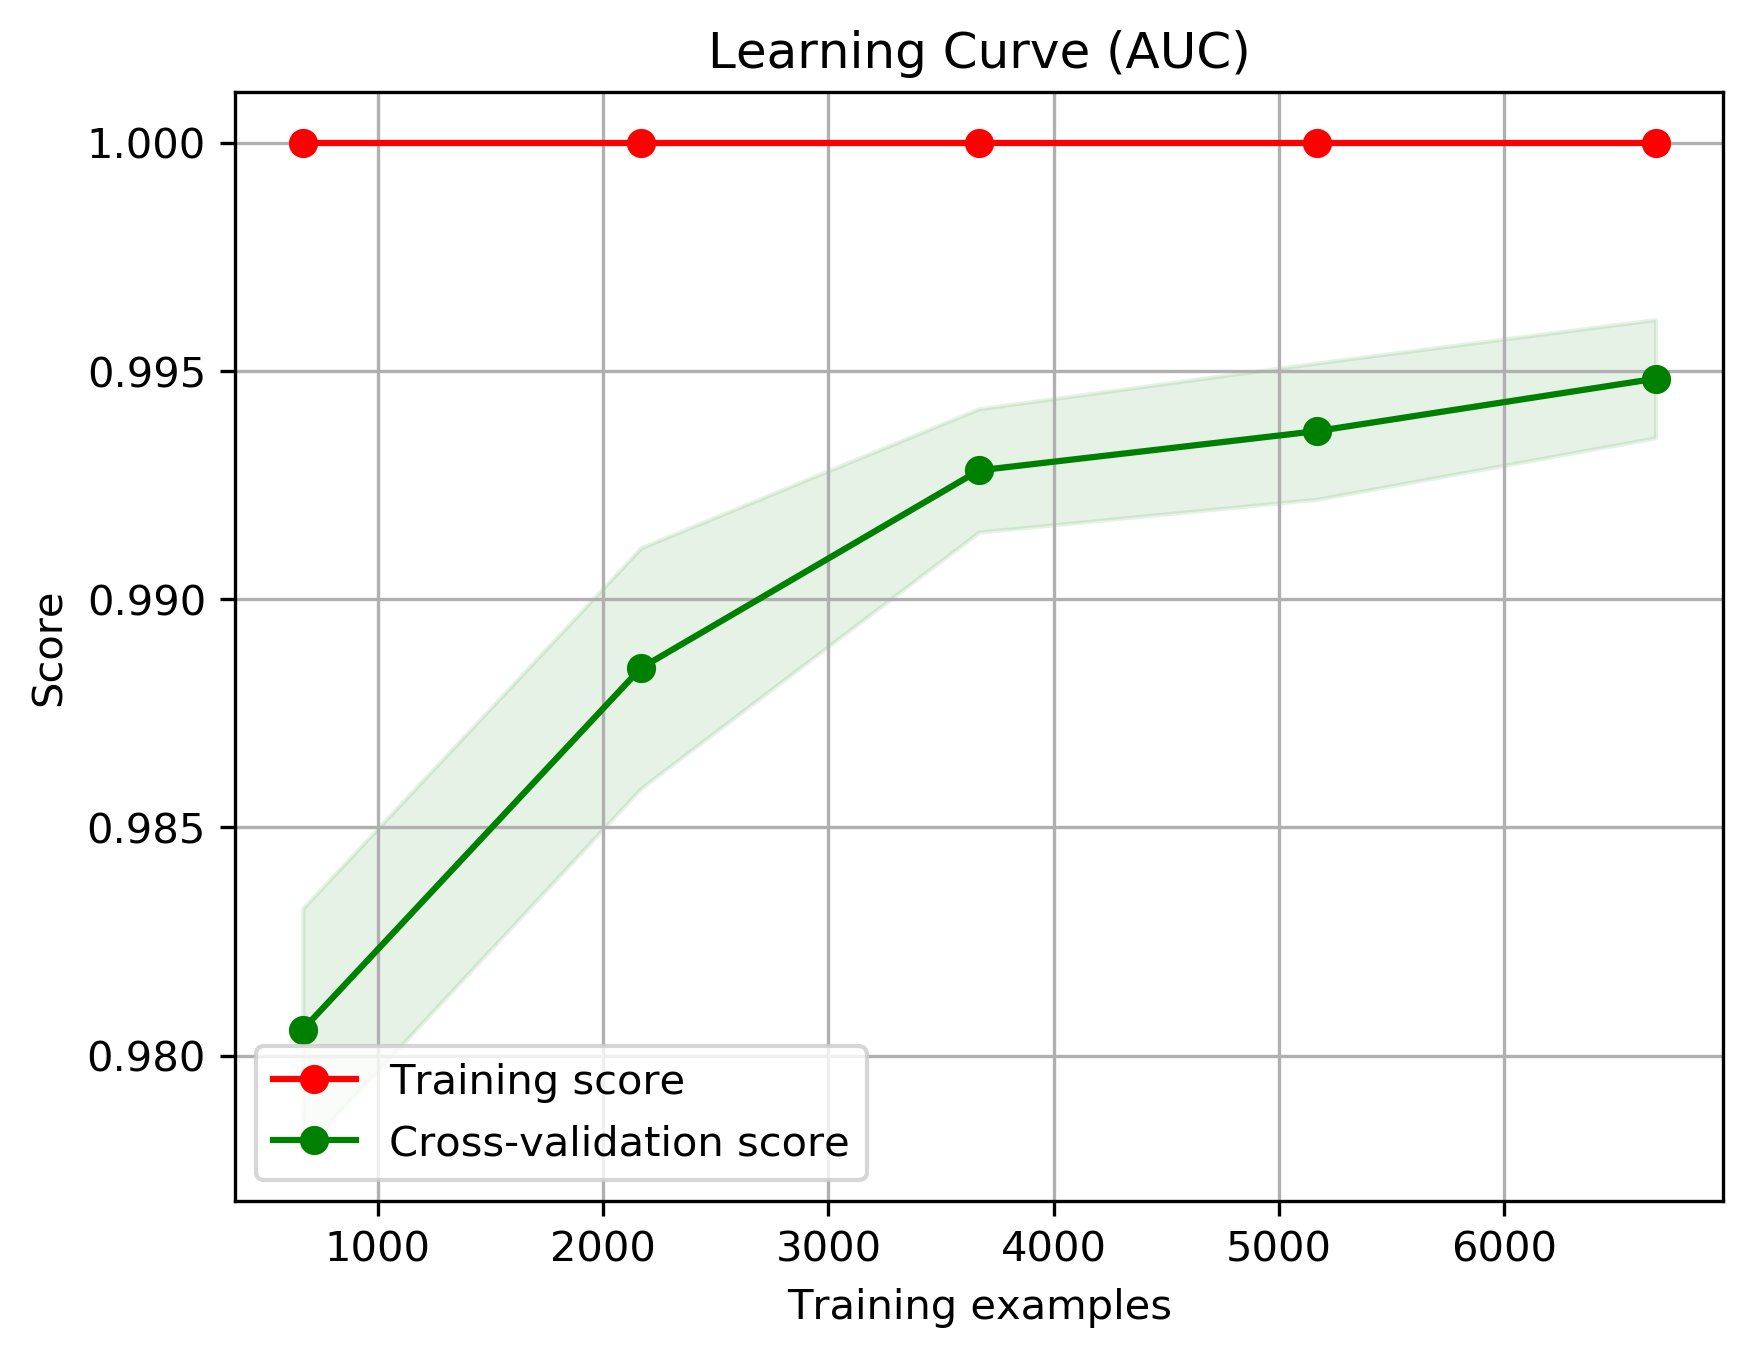 Learning Curve (AUC)
1.000
0.995
0.990
0.985
0.980
Score
Training score
Cross-validation score
1000 2000 3000 4000 5000 6000
Training examples